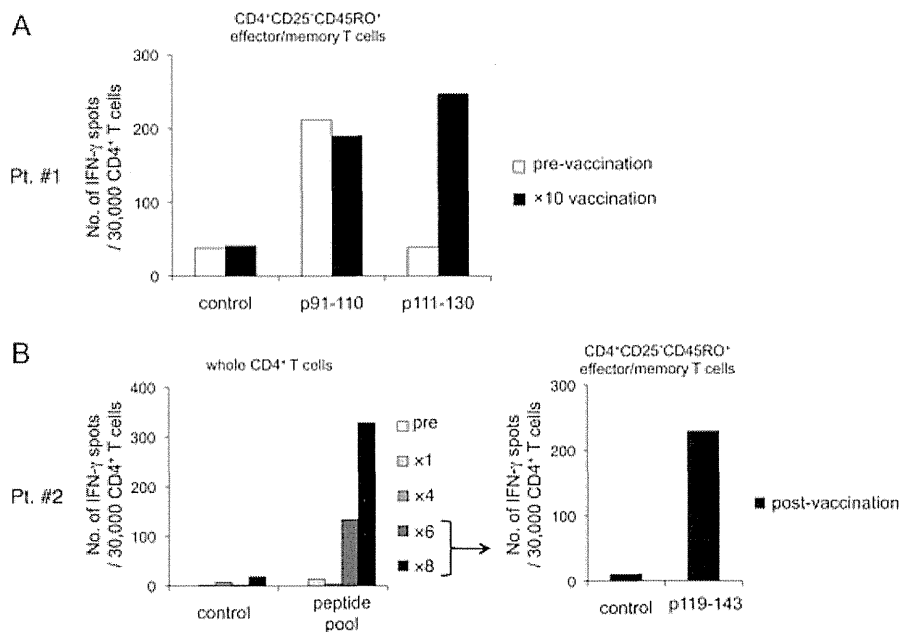 A
CD4⁺CD25⁻CD45RO⁺
effector/memory T cells
Pt. #1
No. of IFN-γ spots
/ 30,000 CD4⁺ T cells
300
200
100
0
control
p91-110
p111-130
pre-vaccination
×10 vaccination
B
whole CD4⁺ T cells
Pt. #2
No. of IFN-γ spots
/ 30,000 CD4⁺ T cells
400
300
200
100
0
control
peptide
pool
pre
×1
×4
×6
×8
CD4⁺CD25⁻CD45RO⁺
effector/memory T cells
No. of IFN-γ spots
/ 30,000 CD4⁺ T cells
300
200
100
0
control
p119-143
post-vaccination